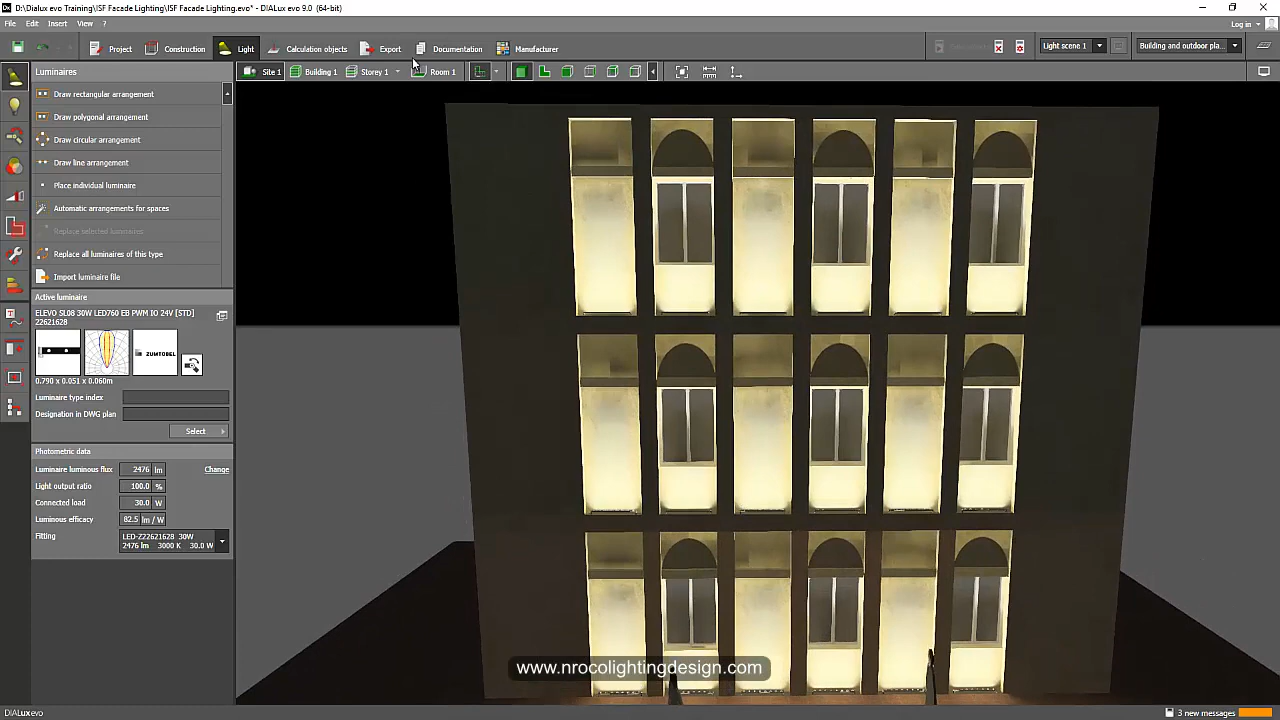 D:\Dialux evo Training\ISF Facade Lighting\ISF Facade Lighting.evo* - DIALux evo 9.0 (64-bit)
File Edit Insert View ?
Log in
Project Construction Light Calculation objects Export Documentation Manufacturer
Light scene 1
Building and outdoor pla...
Luminaires
Site 1 Building 1 Storey 1 Room 1
Draw rectangular arrangement
Draw polygonal arrangement
Draw circular arrangement
Draw line arrangement
Place individual luminaire
Automatic arrangements for spaces
Replace selected luminaires
Replace all luminaires of this type
Import luminaire file
Active luminaire
ELEVO SL08 30W LED760 EB PWM IO 24V [STD]
22621628
ZUMTOBEL
0.790 x 0.051 x 0.060m
Luminaire type index
Designation in DWG plan
Select
Photometric data
Luminaire luminous flux 2476 lm Change
Light output ratio 100.0 %
Connected load 30.0 W
Luminous efficacy 82.5 lm / W
Fitting LED-Z22621628 30W
2476 lm 3000 K 30.0 W
www.nrocolightingdesign.com
DIALuxevo
3 new messages